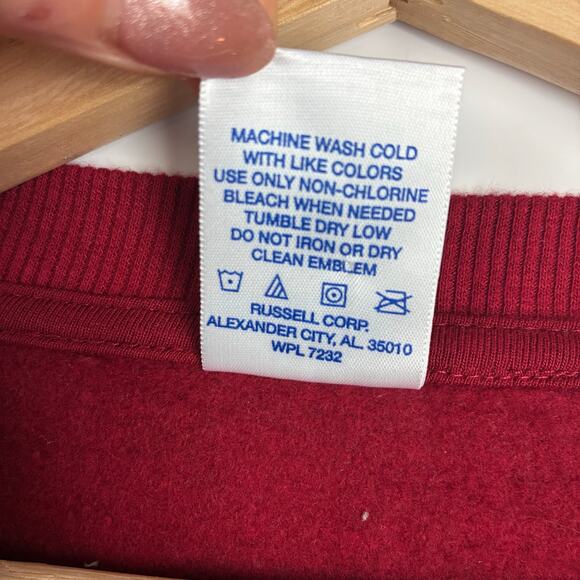 MACHINE WASH COLD
WITH LIKE COLORS
USE ONLY NON-CHLORINE
BLEACH WHEN NEEDED
TUMBLE DRY LOW
DO NOT IRON OR DRY
CLEAN EMBLEM
RUSSELL CORP.
ALEXANDER CITY, AL. 35010
WPL 7232